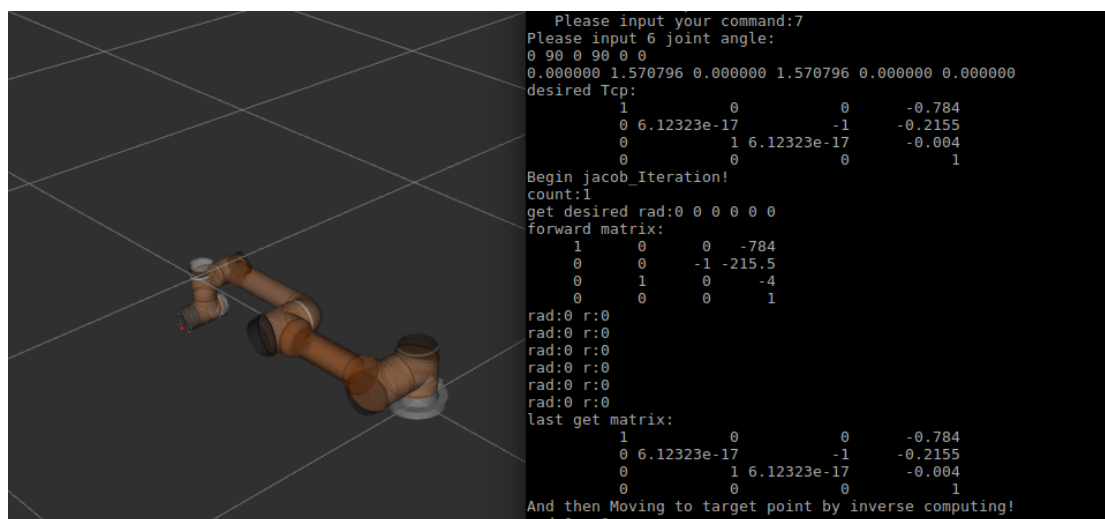 Please input your command:7
Please input 6 joint angle:
0 90 0 90 0 0
0.000000 1.570796 0.000000 1.570796 0.000000 0.000000
desired Tcp:
1 0 0 -0.784
0 6.12323e-17 -1 -0.2155
0 1 6.12323e-17 -0.004
0 0 0 1
Begin jacob_Iteration!
count:1
get desired rad:0 0 0 0 0 0
forward matrix:
1 0 0 -784
0 0 -1 -215.5
0 1 0 -4
0 0 0 1
rad:0 r:0
rad:0 r:0
rad:0 r:0
rad:0 r:0
rad:0 r:0
rad:0 r:0
last get matrix:
1 0 0 -0.784
0 6.12323e-17 -1 -0.2155
0 1 6.12323e-17 -0.004
0 0 0 1
And then Moving to target point by inverse computing!